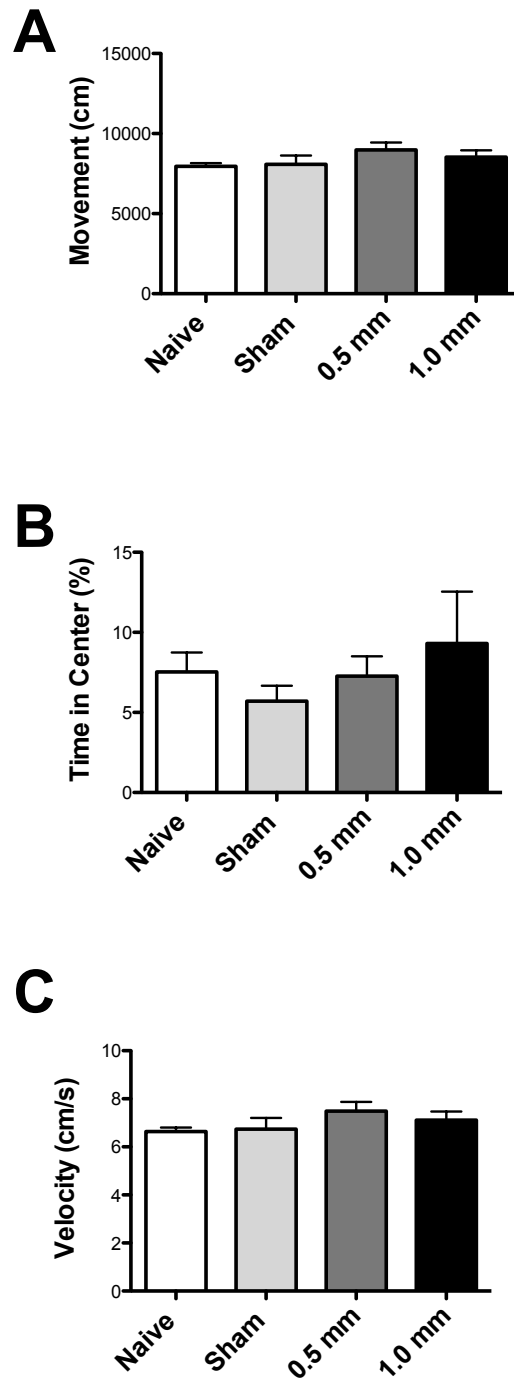 A
Movement (cm)
15000
10000
5000
0
Naive
Sham
0.5 mm
1.0 mm
B
Time in Center (%)
15
10
5
0
Naive
Sham
0.5 mm
1.0 mm
C
Velocity (cm/s)
10
8
6
4
2
0
Naive
Sham
0.5 mm
1.0 mm